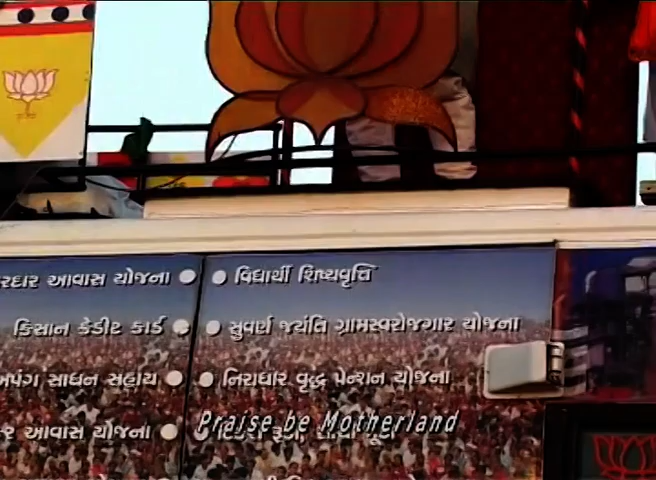 રદાર આવાસ યોજના
વિદ્યાર્થી શિષ્યવૃત્તિ
કિસાન ક્રેડીટ કાર્ડ
સુવર્ણ જયંતિ ગ્રામસ્વરોજગાર યોજના
અપંગ સાધન સહાય
નિરાધાર વૃદ્ધ પેન્શન યોજના
આવાસ યોજના
Praise be Motherland